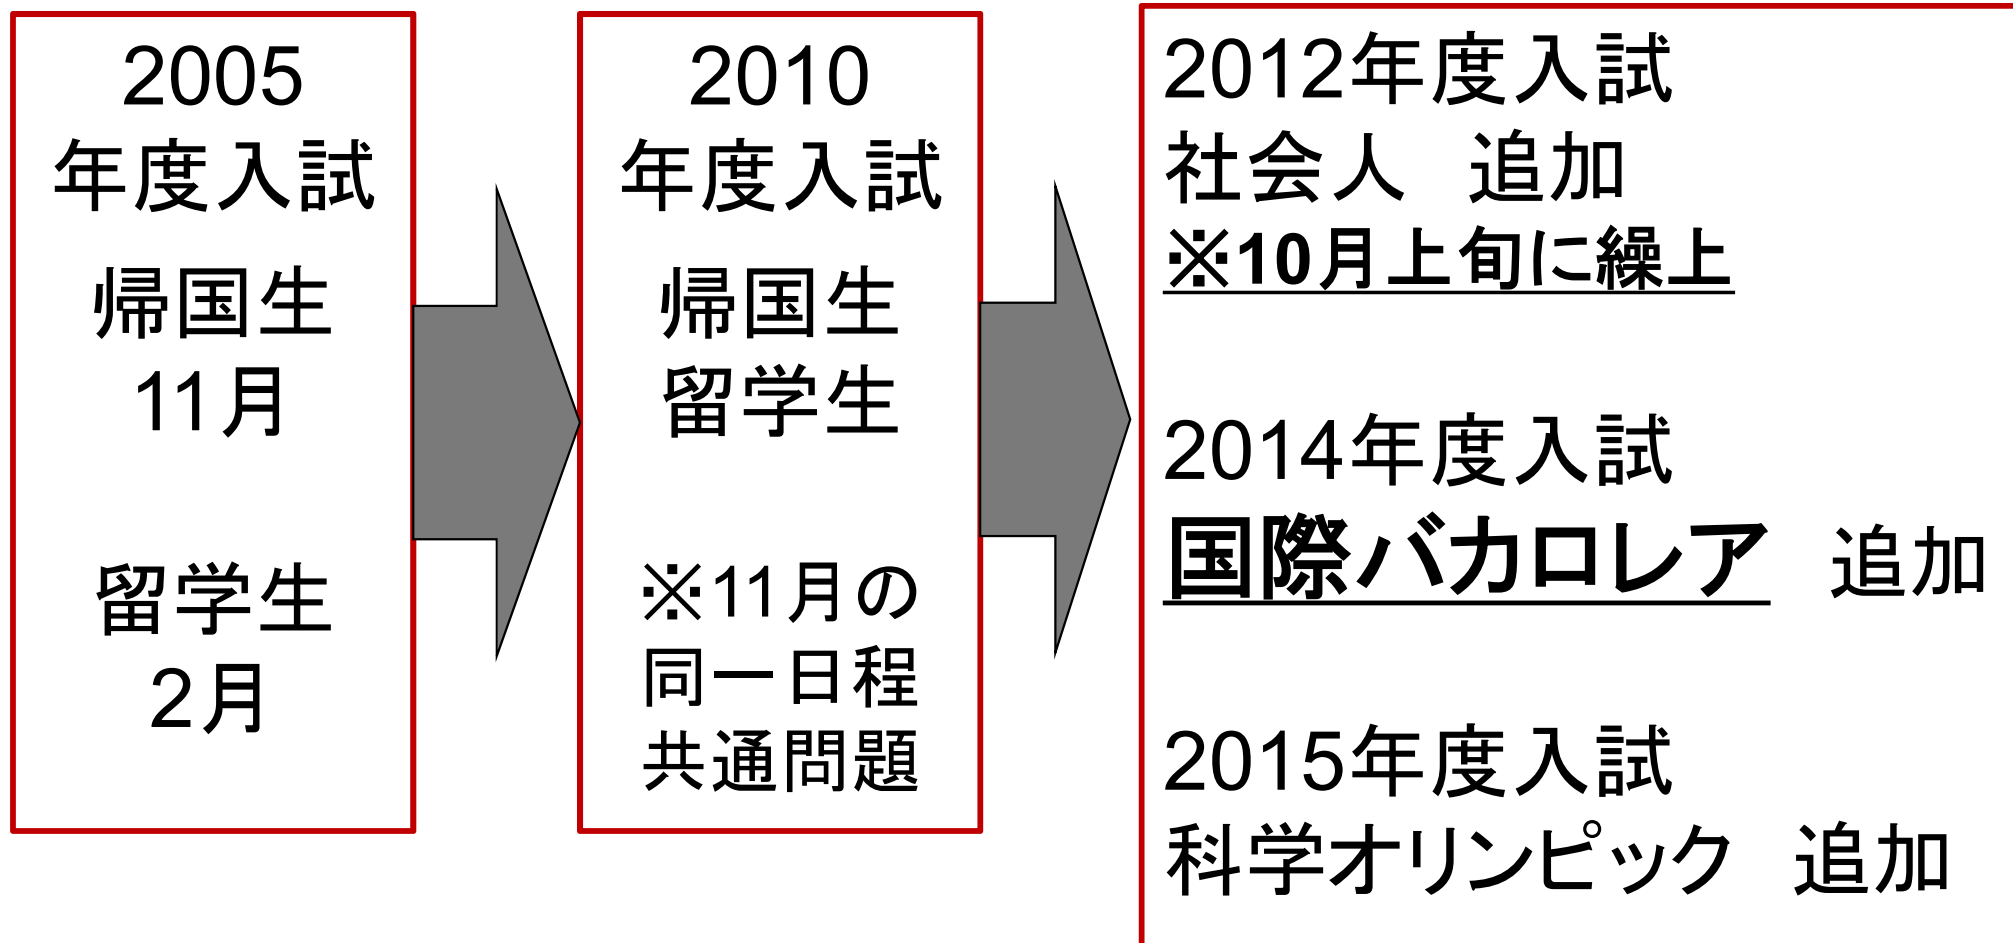 2005
年度入試
帰国生
11月
留学生
2月
2010
年度入試
帰国生
留学生
※11月の
同一日程
共通問題
2012年度入試
社会人　追加
※10月上旬に繰上
2014年度入試
国際バカロレア　追加
2015年度入試
科学オリンピック　追加